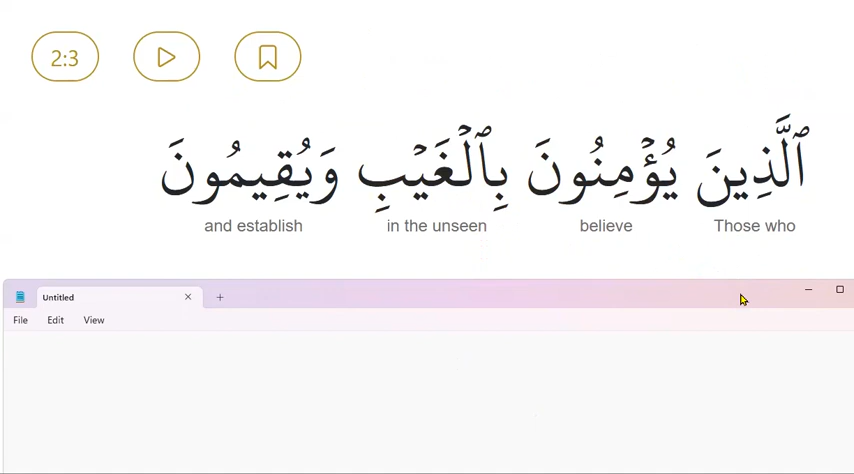 2:3
ٱلَّذِينَ يُؤۡمِنُونَ بِٱلۡغَيۡبِ وَيُقِيمُونَ
and establish in the unseen believe Those who
Untitled
File Edit View